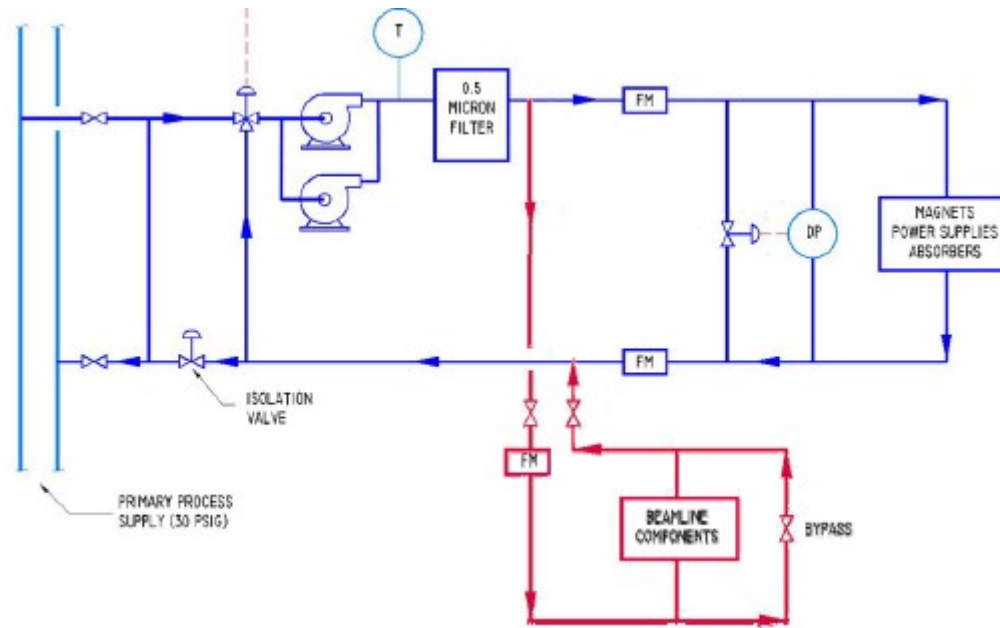 T
0.5
MICRON
FILTER
FM
MAGNETS
POWER SUPPLIES
ABSORBERS
DP
FM
ISOLATION
VALVE
FM
PRIMARY PROCESS
SUPPLY (30 PSIG)
BEAMLINE
COMPONENTS
BYPASS